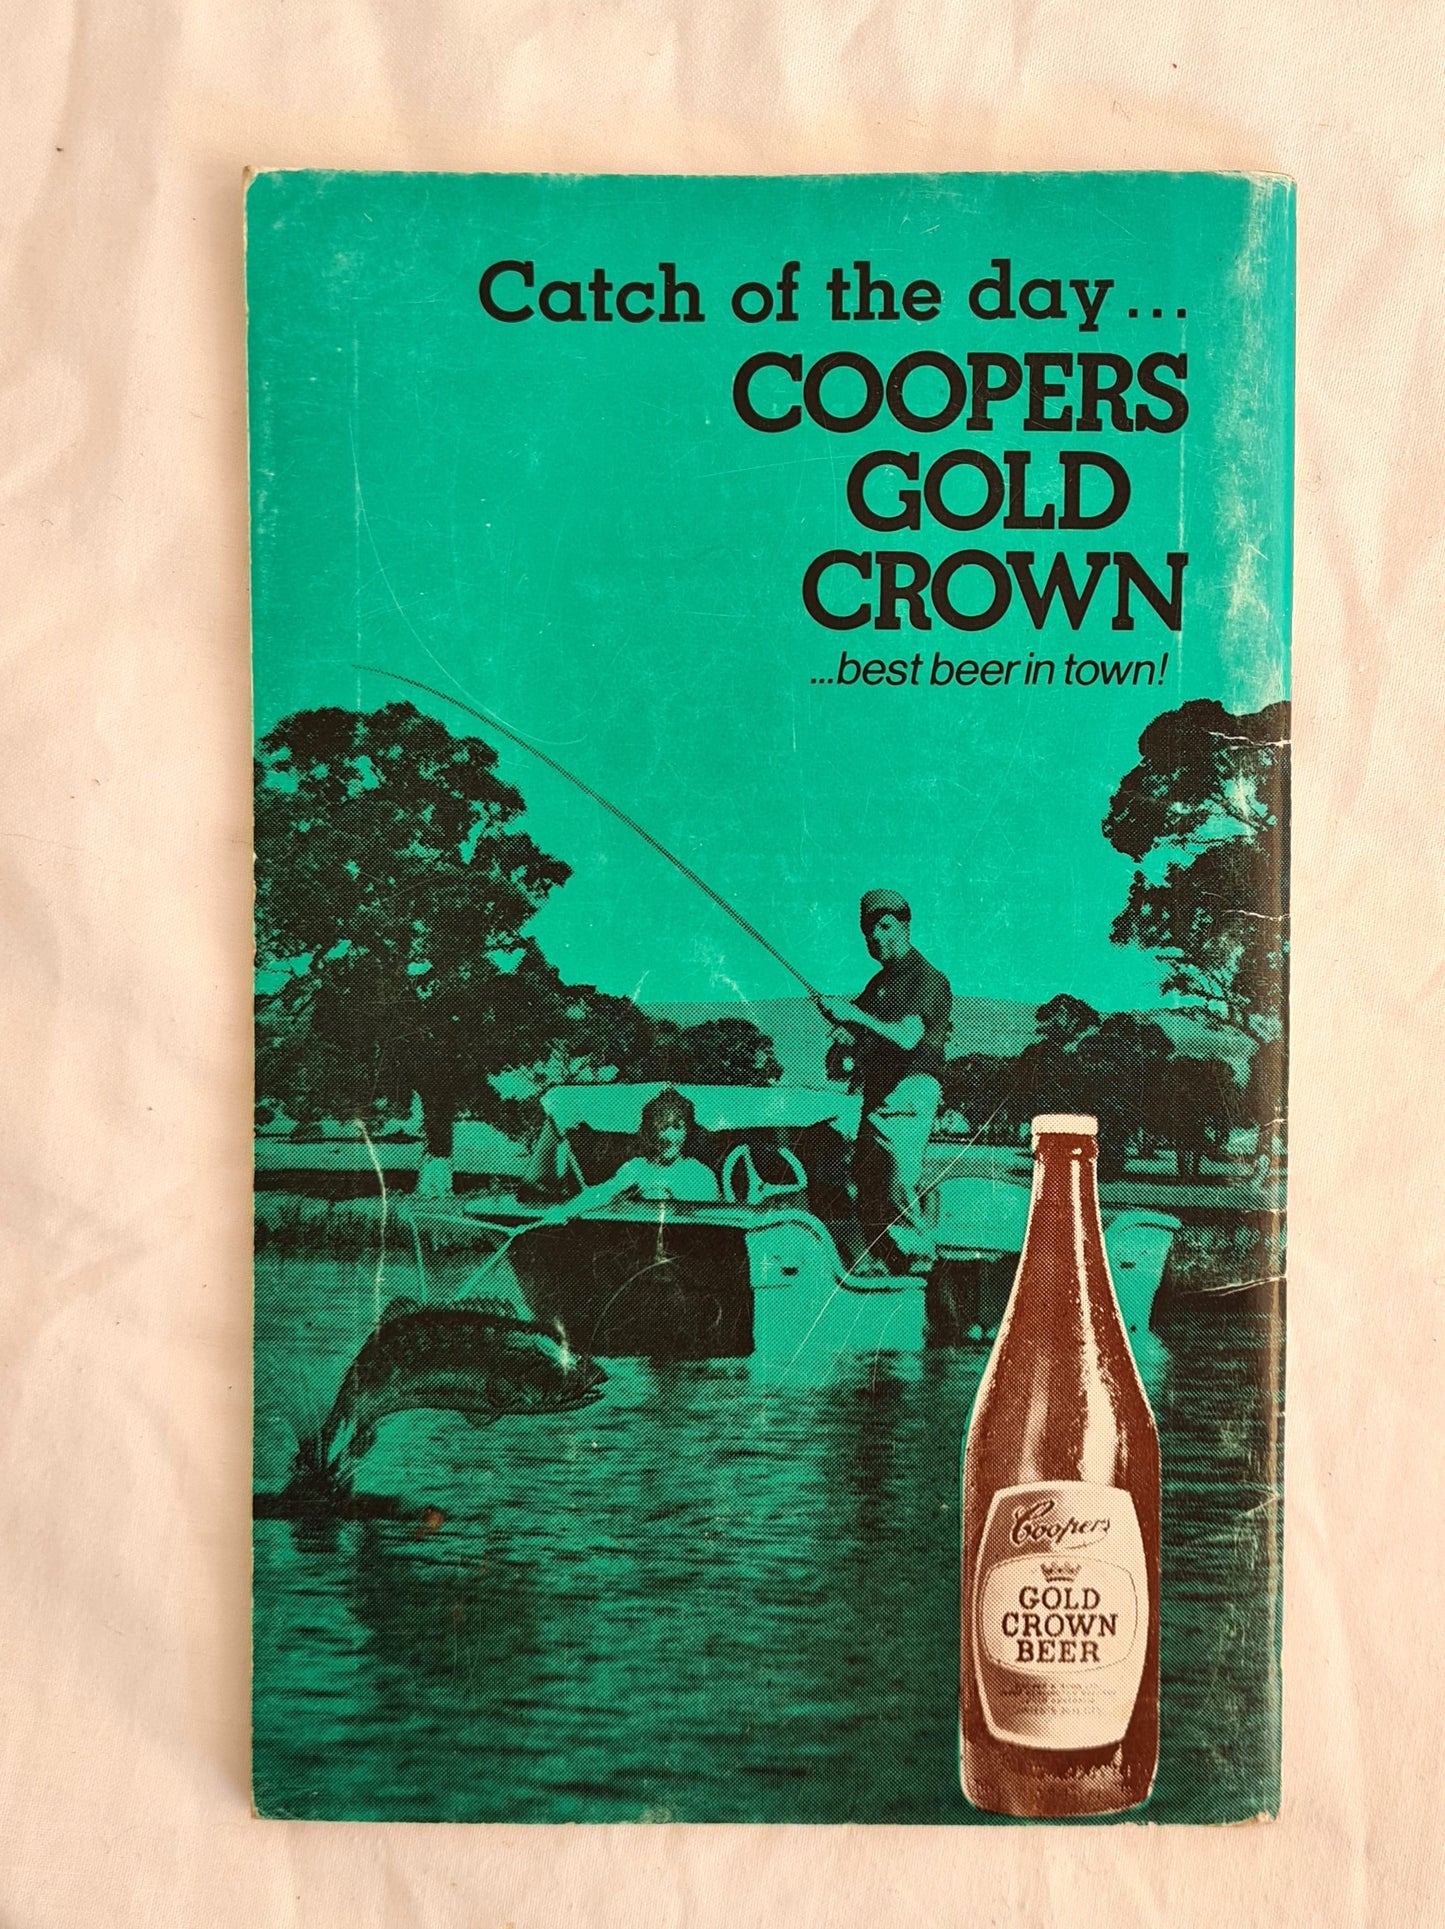 Catch of the day...
COOPERS
GOLD
CROWN
...best beer in town!
Coopers
GOLD
CROWN
BEER